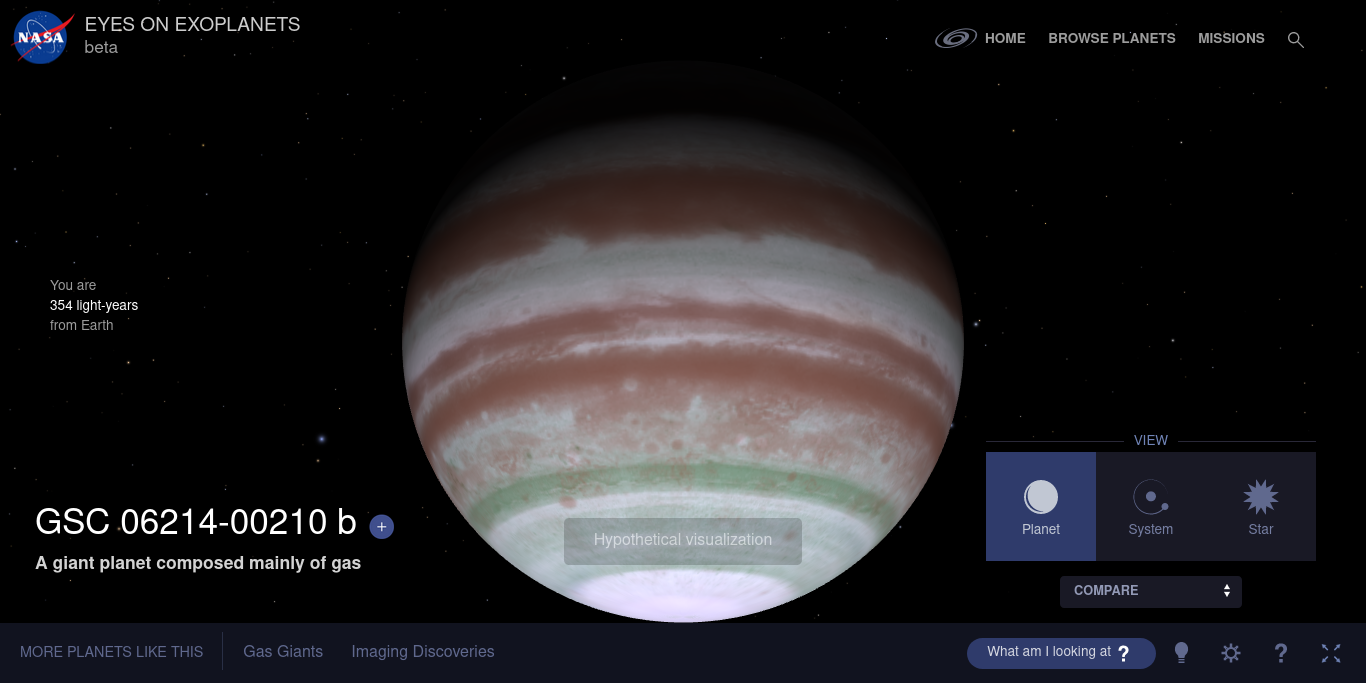 NASA
EYES ON EXOPLANETS
beta
HOME
BROWSE PLANETS
MISSIONS
You are
354 light-years
from Earth
VIEW
Planet
System
Star
GSC 06214-00210 b +
A giant planet composed mainly of gas
Hypothetical visualization
COMPARE
MORE PLANETS LIKE THIS
Gas Giants
Imaging Discoveries
What am I looking at ?
?